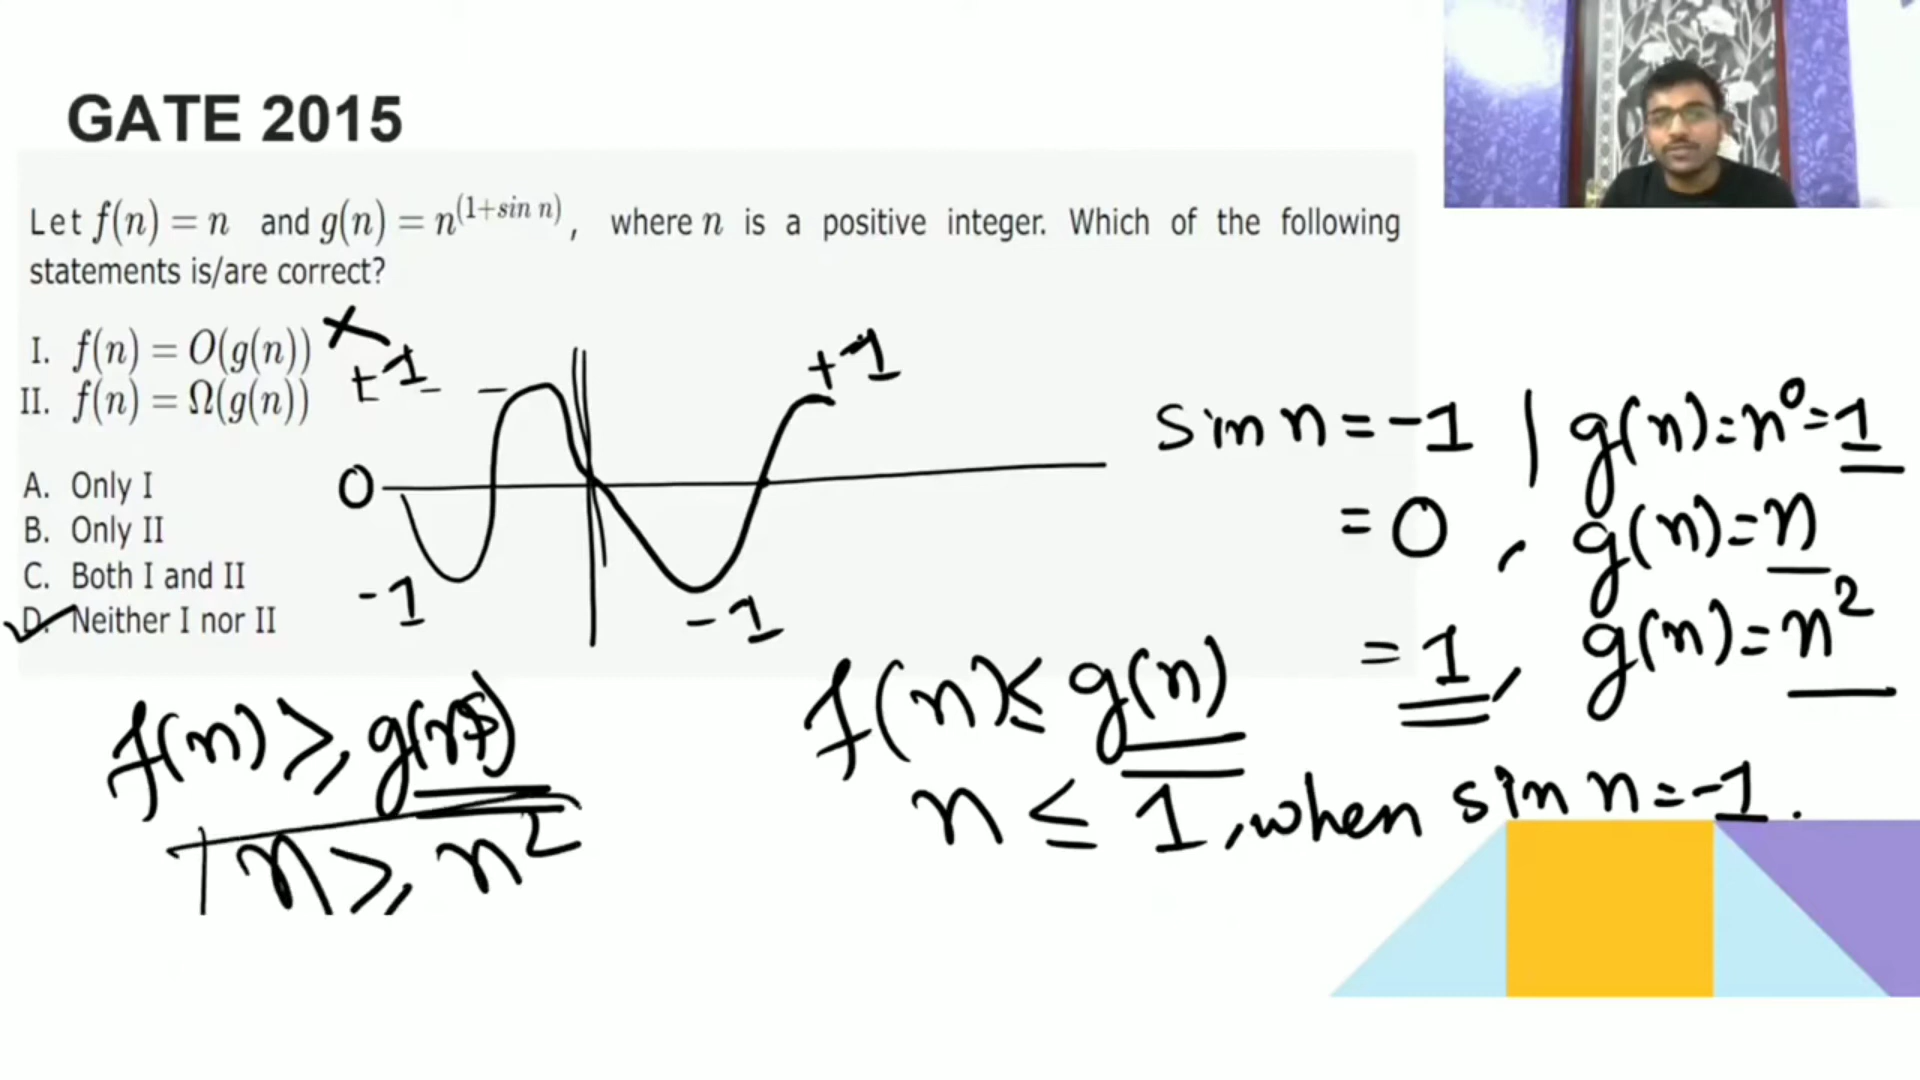 GATE 2015
Let f(n) = n and g(n) = n^(1+sin n), where n is a positive integer. Which of the following
statements is/are correct?
I. f(n) = O(g(n)) ×
II. f(n) = Ω(g(n))
A. Only I
B. Only II
C. Both I and II
D. Neither I nor II
+1
0
-1
-1
+1
sin n = -1 | g(n) = n^0 = 1
= 0, g(n) = n
= 1, g(n) = n^2
f(n) ≤ g(n)
n ≤ 1, when sin n = -1.
f(n) ≥, g(n)
n ≥, n^2